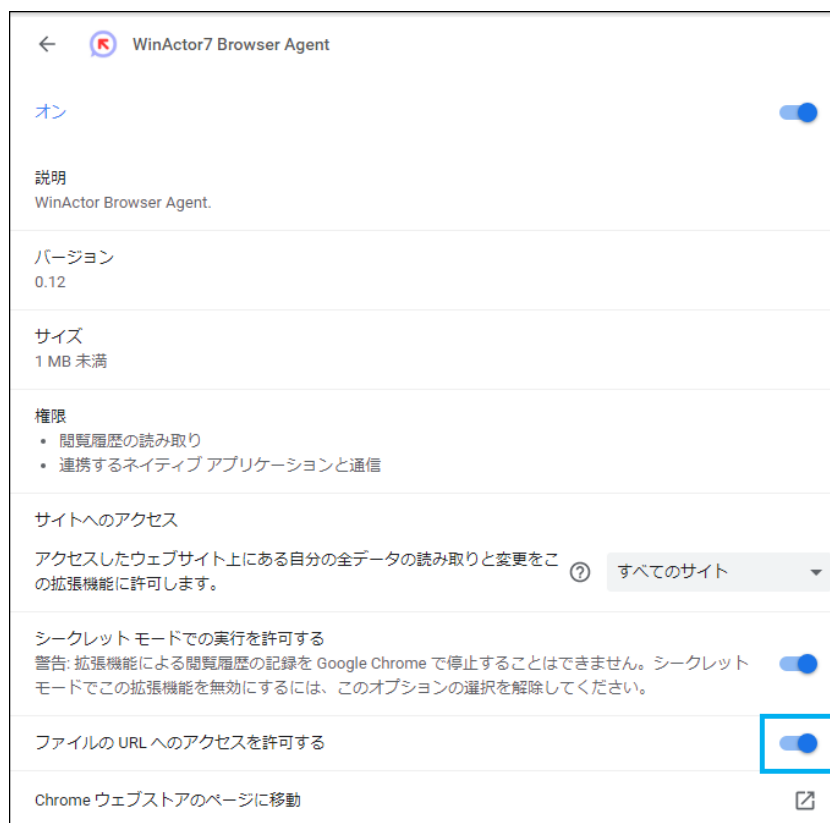 WinActor7 Browser Agent
オン
説明
WinActor Browser Agent.
バージョン
0.12
サイズ
1 MB 未満
権限
• 閲覧履歴の読み取り
• 連携するネイティブ アプリケーションと通信
サイトへのアクセス
アクセスしたウェブサイト上にある自分の全データの読み取りと変更をこ
の拡張機能に許可します。
すべてのサイト
シークレット モードでの実行を許可する
警告: 拡張機能による閲覧履歴の記録を Google Chrome で停止することはできません。シークレット
モードでこの拡張機能を無効にするには、このオプションの選択を解除してください。
ファイルの URL へのアクセスを許可する
Chrome ウェブストアのページに移動